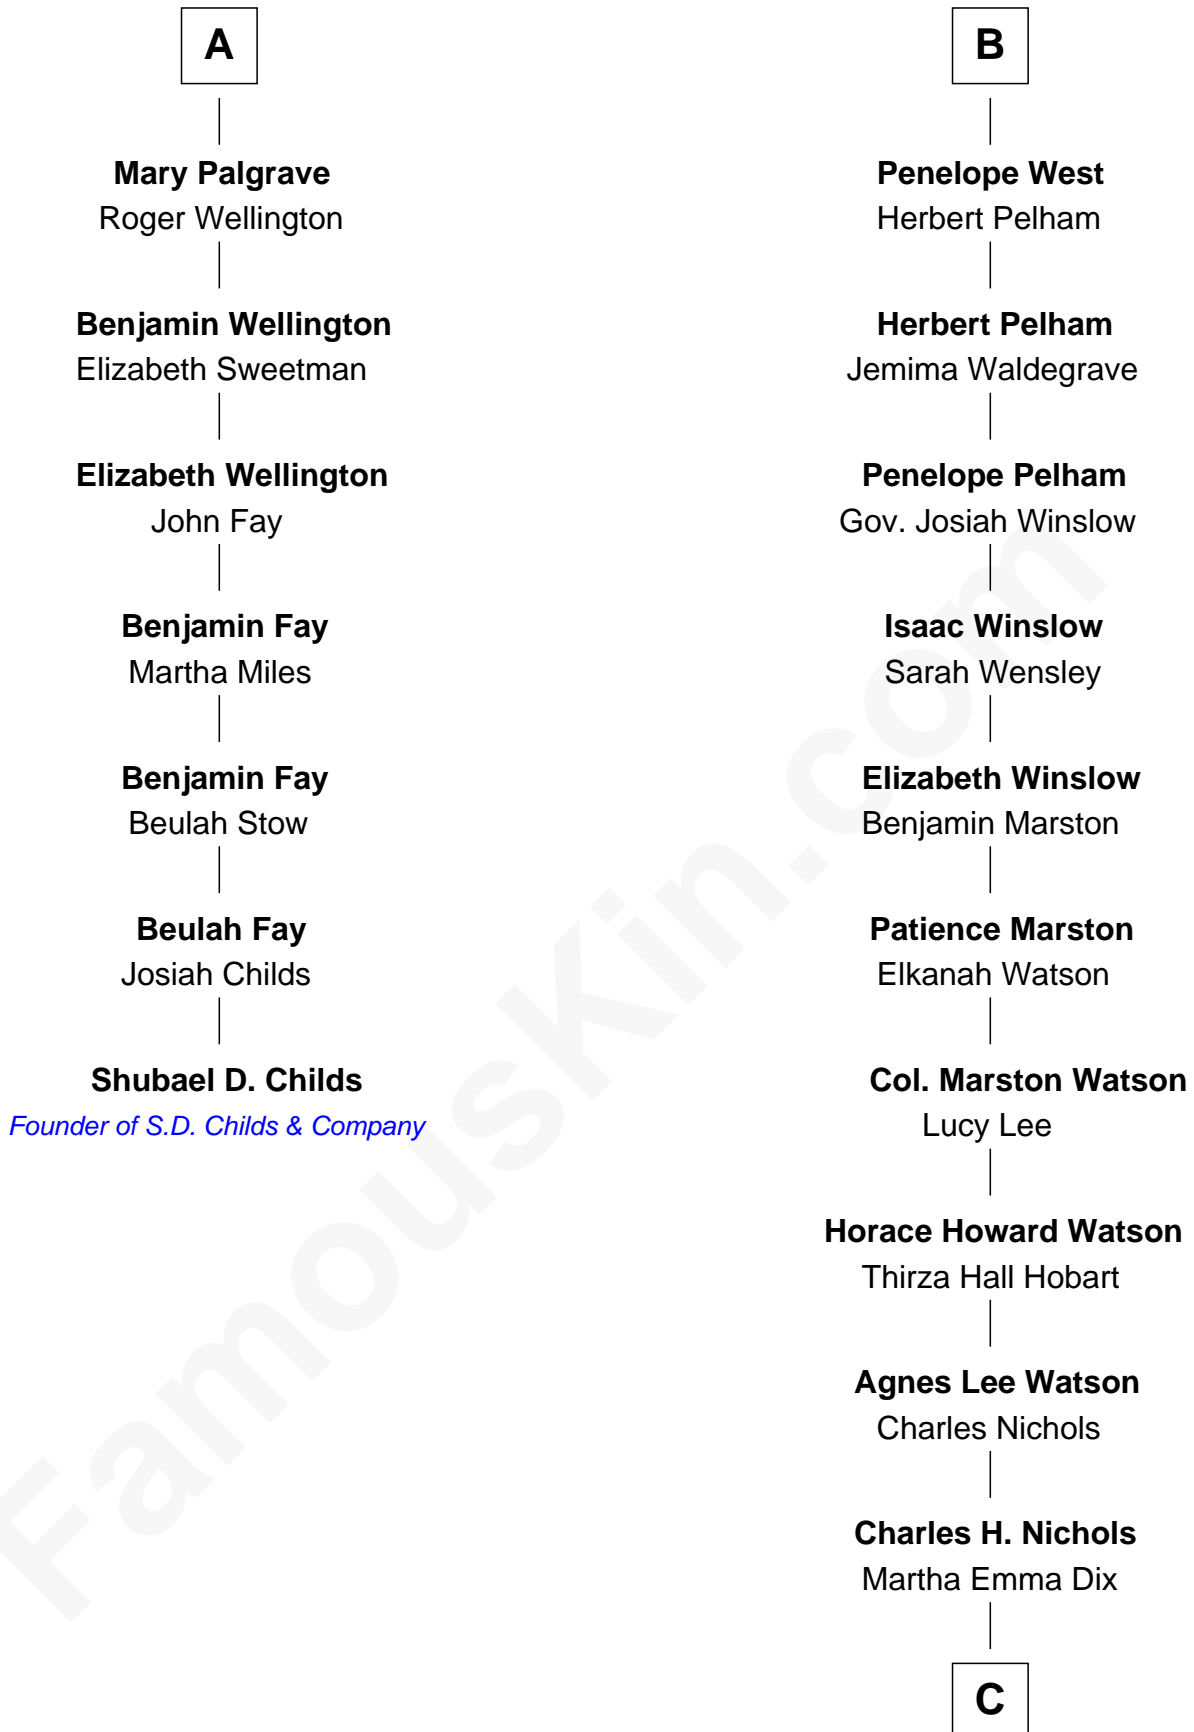 A
Mary Palgrave
Roger Wellington
Benjamin Wellington
Elizabeth Sweetman
Elizabeth Wellington
John Fay
Benjamin Fay
Martha Miles
Benjamin Fay
Beulah Stow
Beulah Fay
Josiah Childs
Shubael D. Childs
Founder of S.D. Childs & Company
B
Penelope West
Herbert Pelham
Herbert Pelham
Jemima Waldegrave
Penelope Pelham
Gov. Josiah Winslow
Isaac Winslow
Sarah Wensley
Elizabeth Winslow
Benjamin Marston
Patience Marston
Elkanah Watson
Col. Marston Watson
Lucy Lee
Horace Howard Watson
Thirza Hall Hobart
Agnes Lee Watson
Charles Nichols
Charles H. Nichols
Martha Emma Dix
C
FamousKin.com